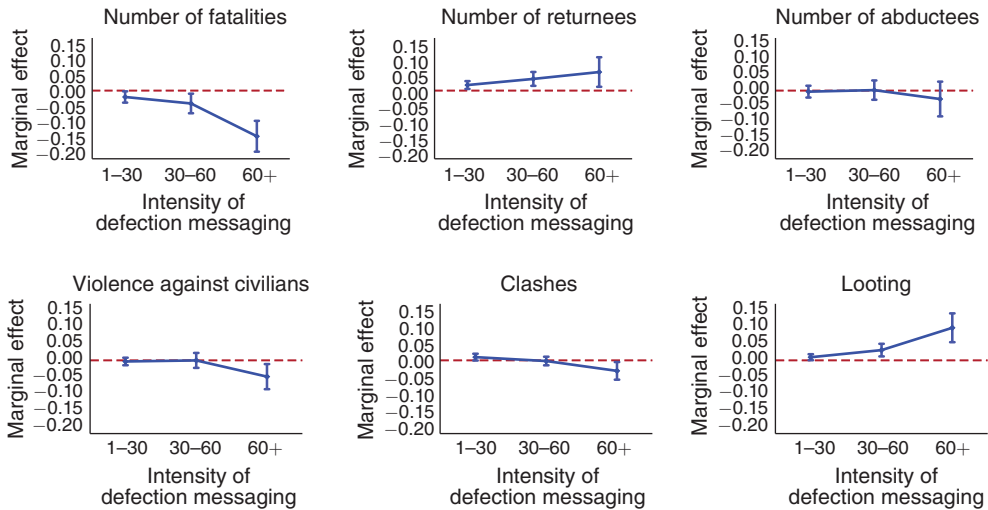 Number of fatalities
Marginal effect
0.15
0.10
0.05
0.00
−0.05
−0.10
−0.15
−0.20
1–30 30–60 60+
Intensity of
defection messaging
Number of returnees
Marginal effect
0.15
0.10
0.05
0.00
−0.05
−0.10
−0.15
−0.20
1–30 30–60 60+
Intensity of
defection messaging
Number of abductees
Marginal effect
0.15
0.10
0.05
0.00
−0.05
−0.10
−0.15
−0.20
1–30 30–60 60+
Intensity of
defection messaging
Violence against civilians
Marginal effect
0.15
0.10
0.05
0.00
−0.05
−0.10
−0.15
−0.20
1–30 30–60 60+
Intensity of
defection messaging
Clashes
Marginal effect
0.15
0.10
0.05
0.00
−0.05
−0.10
−0.15
−0.20
1–30 30–60 60+
Intensity of
defection messaging
Looting
Marginal effect
0.15
0.10
0.05
0.00
−0.05
−0.10
−0.15
−0.20
1–30 30–60 60+
Intensity of
defection messaging